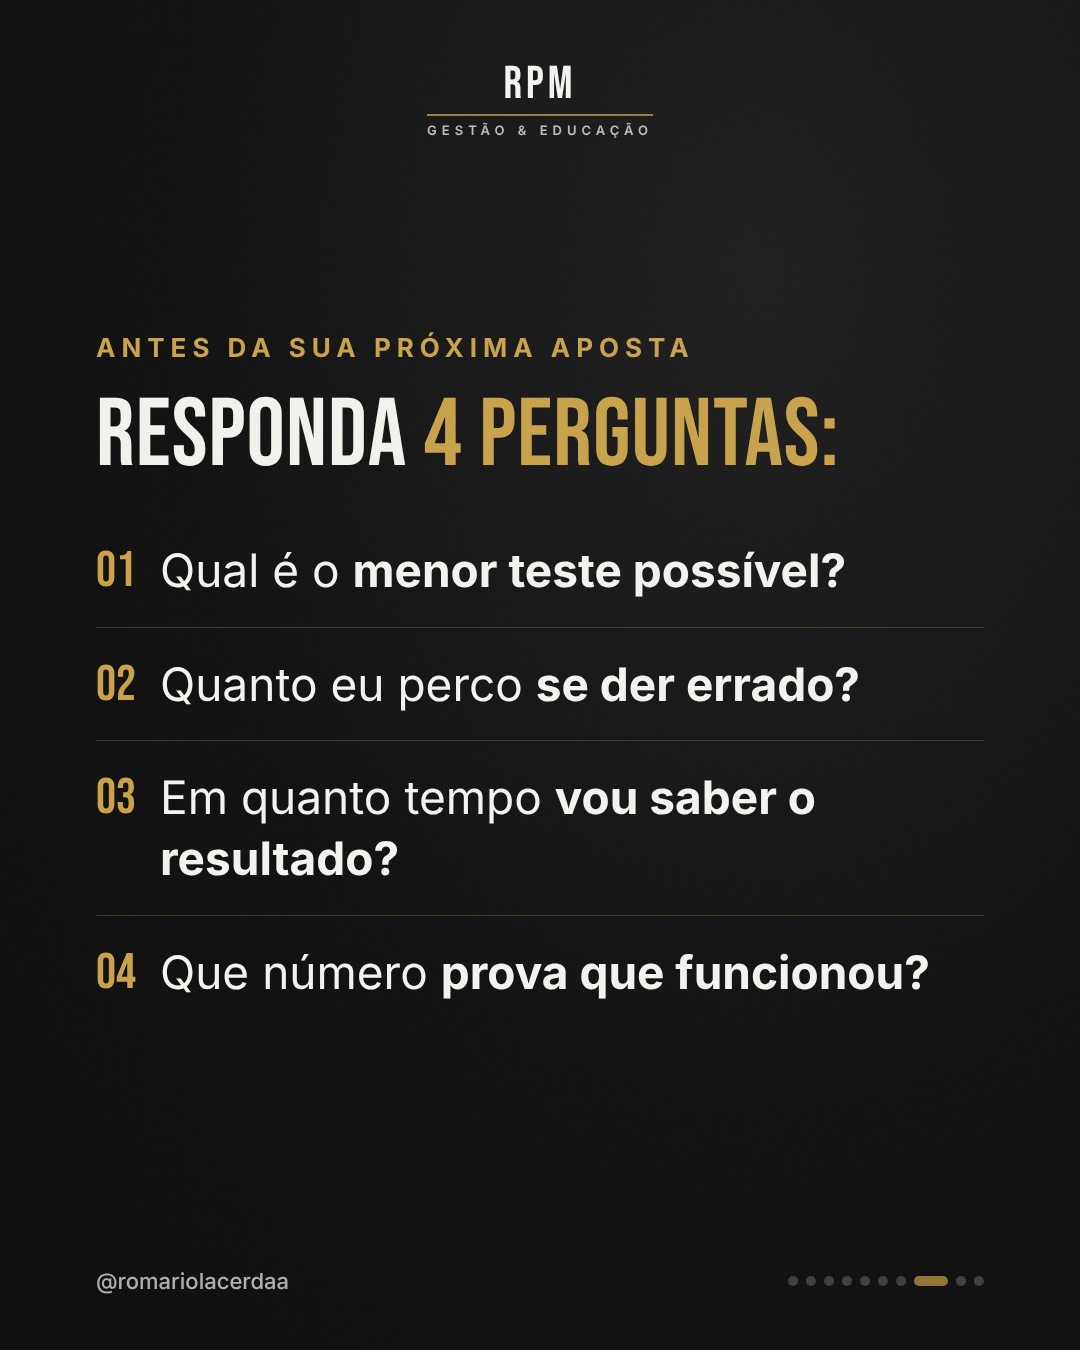 RPM
GESTÃO & EDUCAÇÃO
ANTES DA SUA PRÓXIMA APOSTA
RESPONDA 4 PERGUNTAS:
01 Qual é o menor teste possível?
02 Quanto eu perco se der errado?
03 Em quanto tempo vou saber o
resultado?
04 Que número prova que funcionou?
@romariolacerdaa